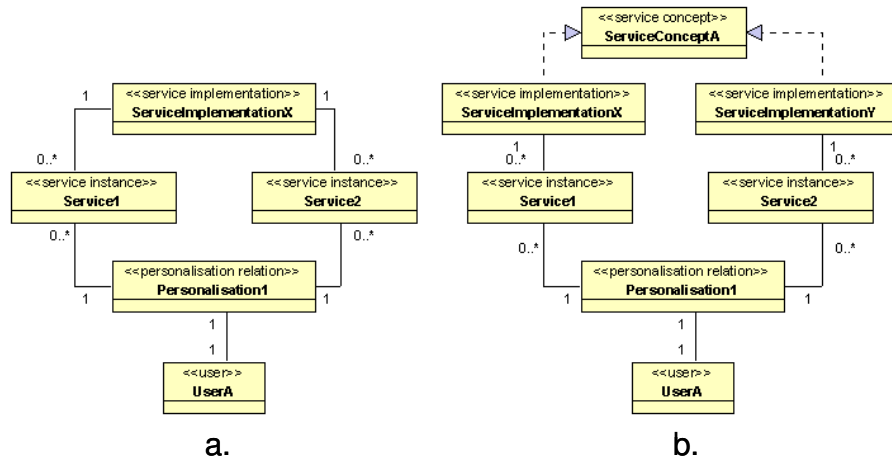 <<service concept>>
ServiceConceptA
<<service implementation>>
ServiceImplementationX
1
1
0..*
0..*
<<service instance>>
Service1
<<service instance>>
Service2
0..*
0..*
<<personalisation relation>>
Personalisation1
1
1
1
1
<<user>>
UserA
a.
<<service implementation>>
ServiceImplementationX
<<service implementation>>
ServiceImplementationY
1
1
0..*
0..*
<<service instance>>
Service1
<<service instance>>
Service2
0..*
0..*
<<personalisation relation>>
Personalisation1
1
1
1
1
<<user>>
UserA
b.